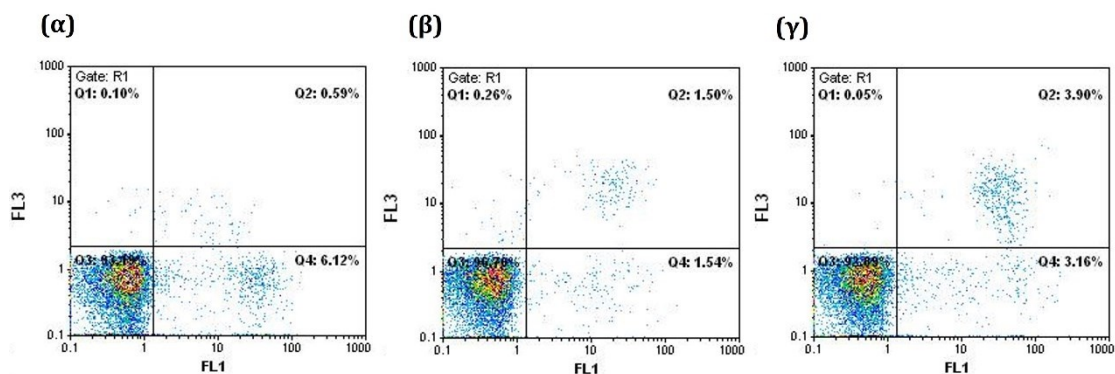 (α)
Gate: R1
Q1: 0.10%
Q2: 0.59%
Q4: 6.12%
1000
100
10
1
0.1
FL3
0.1
1
10
100
1000
FL1
(β)
Gate: R1
Q1: 0.26%
Q2: 1.50%
Q4: 1.54%
1000
100
10
1
0.1
FL3
0.1
1
10
100
1000
FL1
(γ)
Gate: R1
Q1: 0.05%
Q2: 3.90%
Q4: 3.16%
1000
100
10
1
0.1
FL3
0.1
1
10
100
1000
FL1